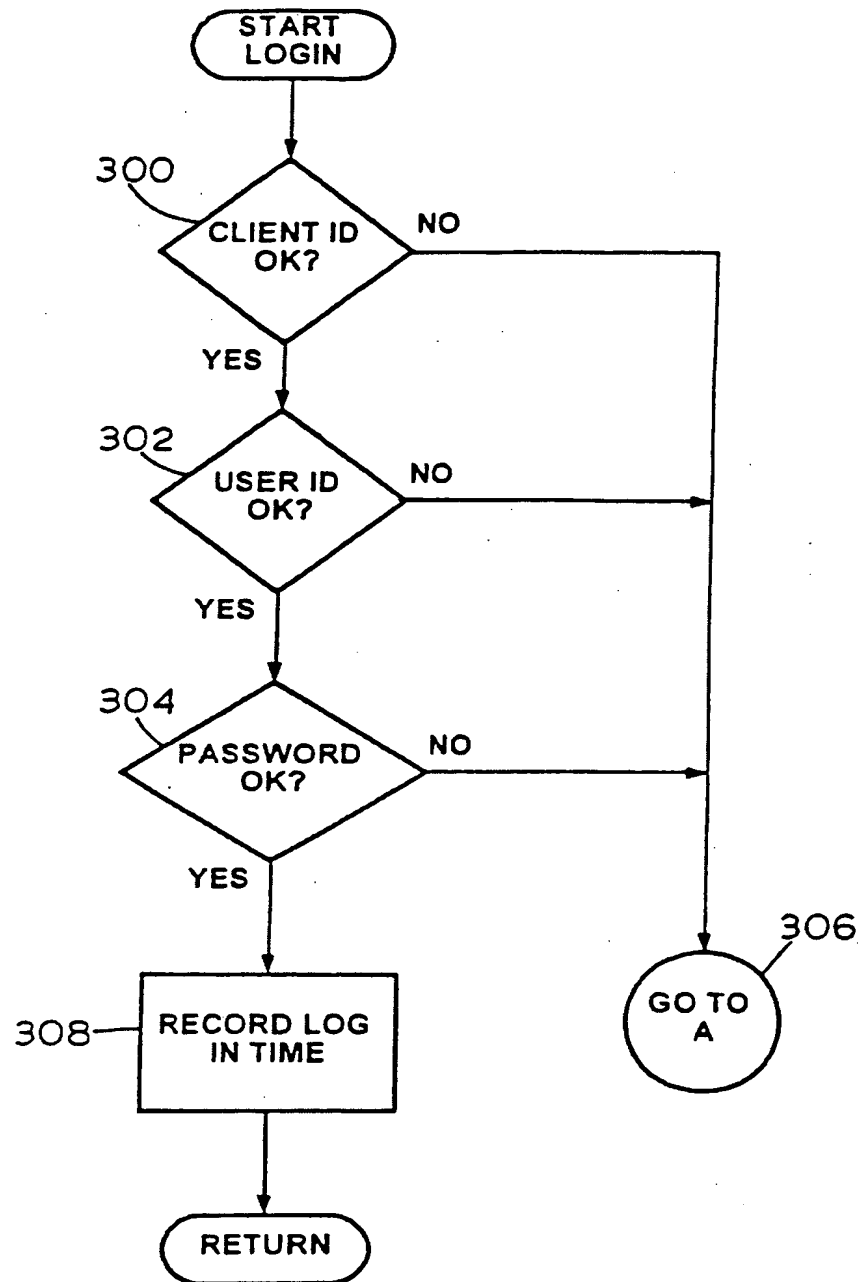 START
LOGIN
300
CLIENT ID
OK?
NO
YES
302
USER ID
OK?
NO
YES
304
PASSWORD
OK?
NO
YES
306
GO TO
A
308
RECORD LOG
IN TIME
RETURN